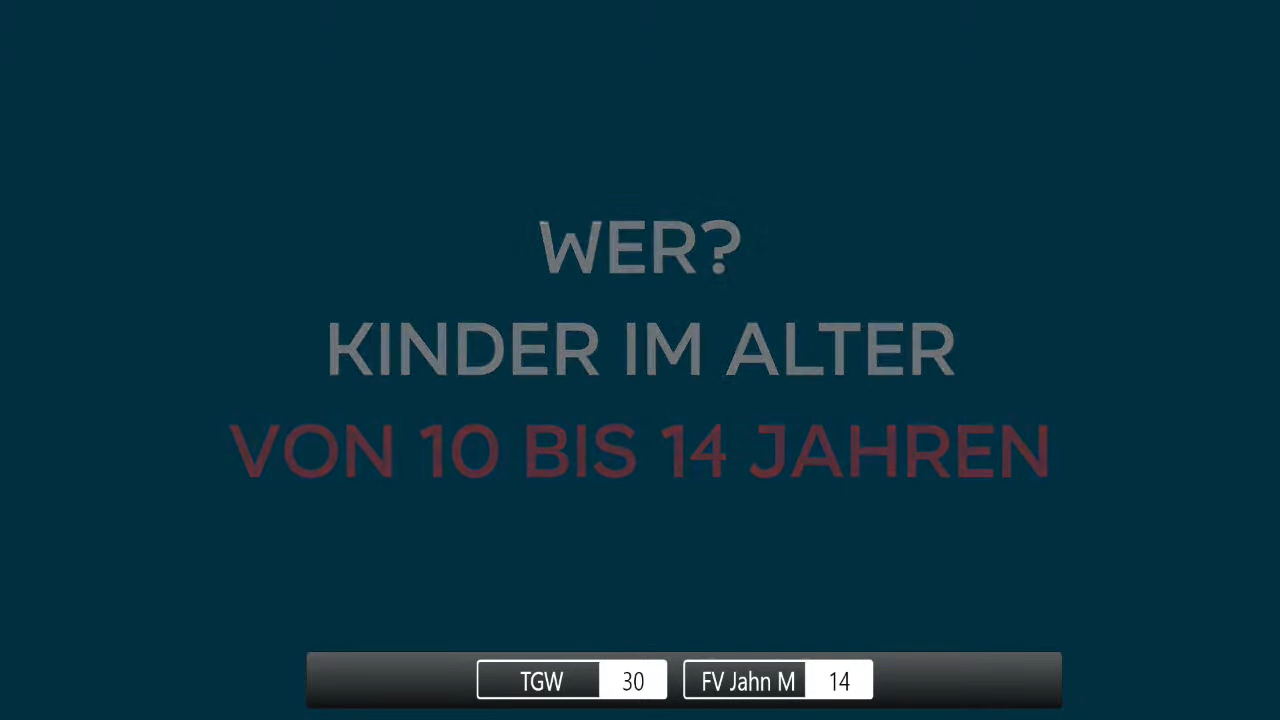 WER?
KINDER IM ALTER
VON 10 BIS 14 JAHREN
TGW 30 FV Jahn M 14